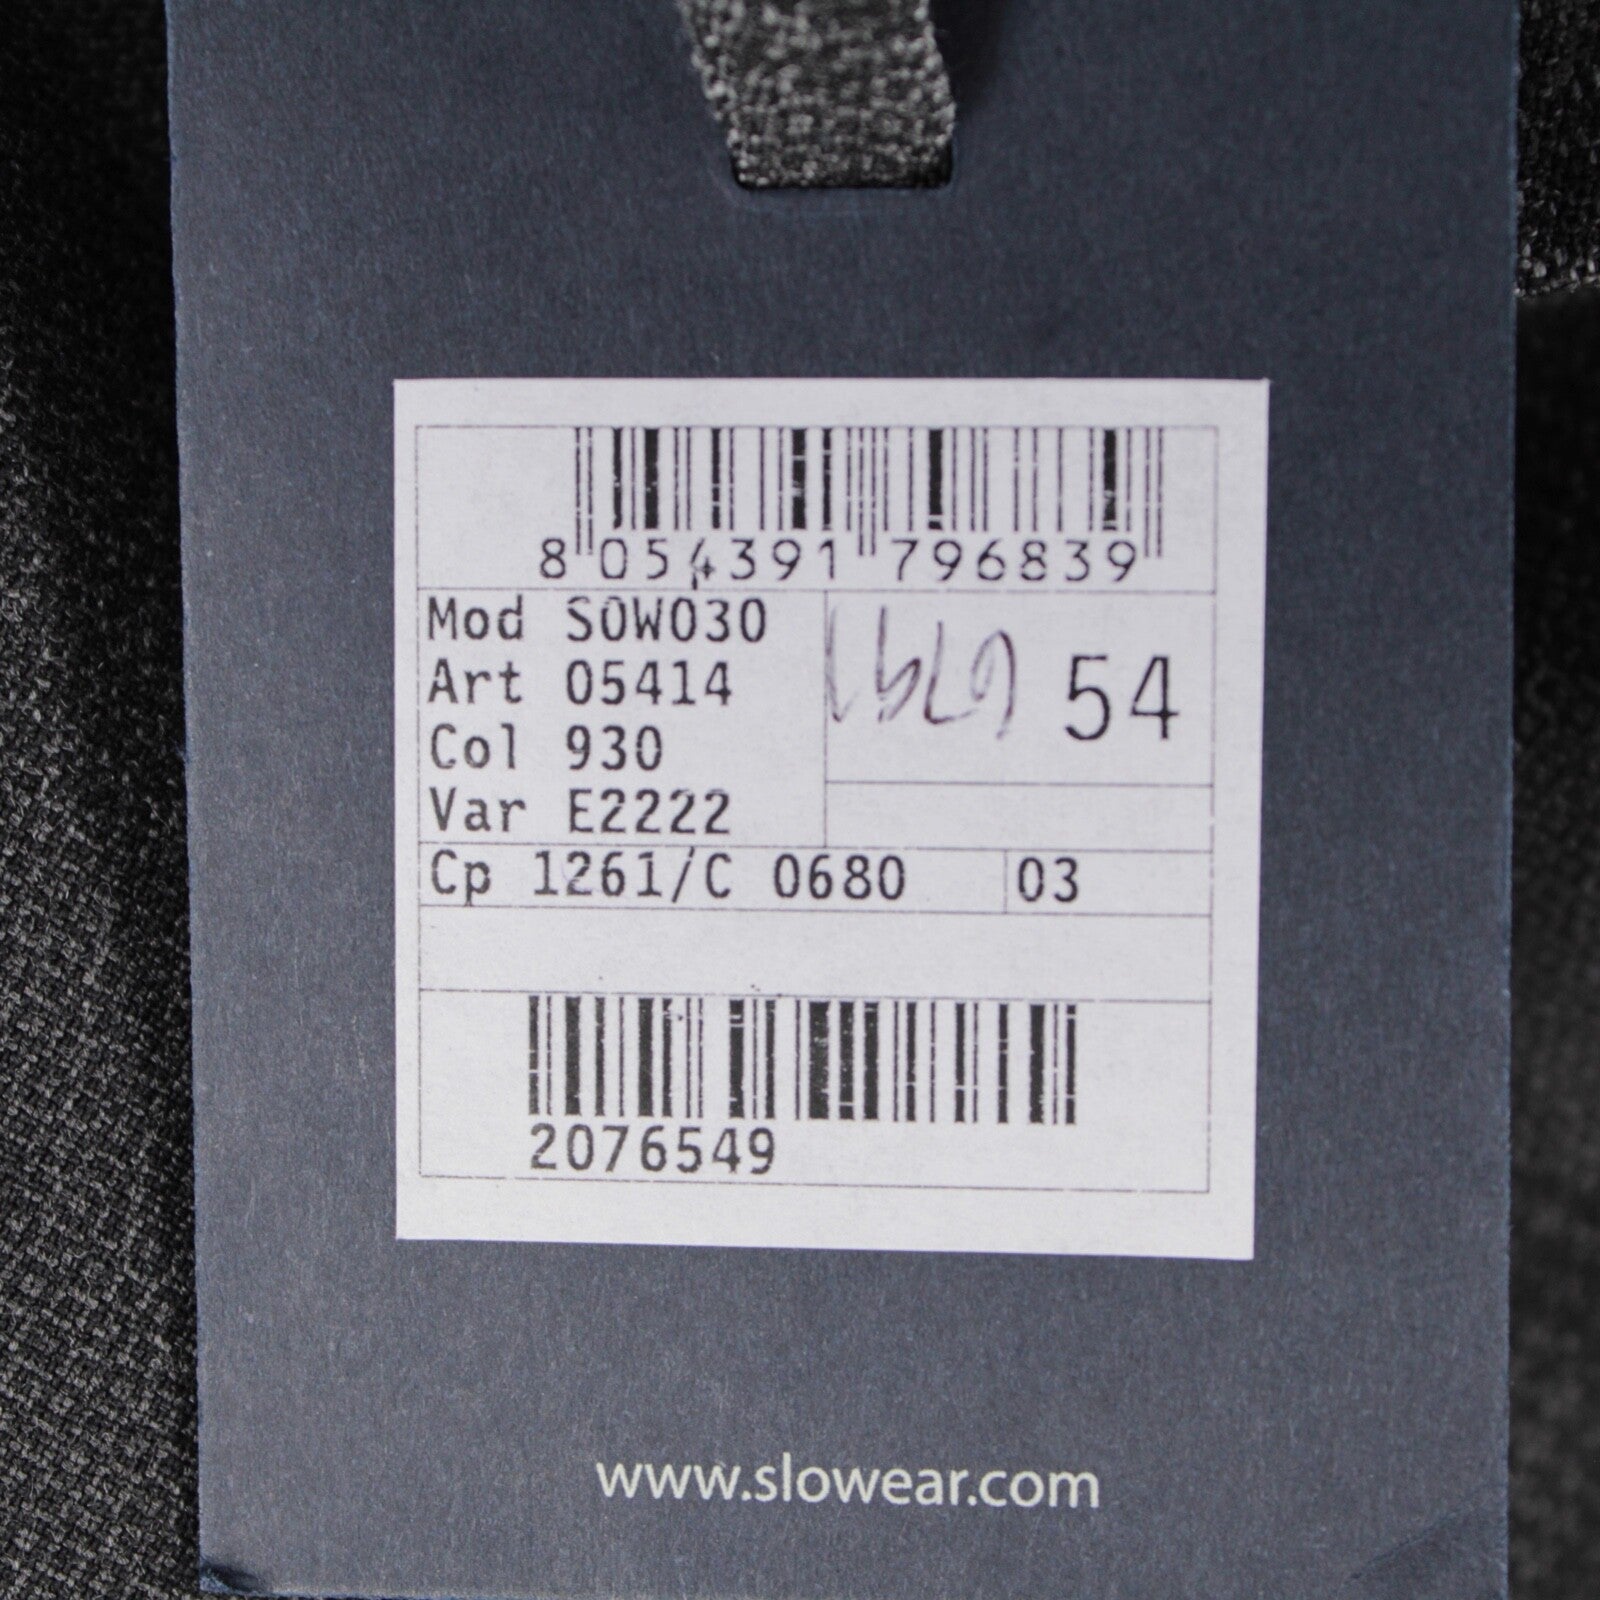 8 054391 796839
Mod SOW030
Art 05414
Col 930
Var E2222
54
Cp 1261/C 0680 03
2076549
www.slowear.com